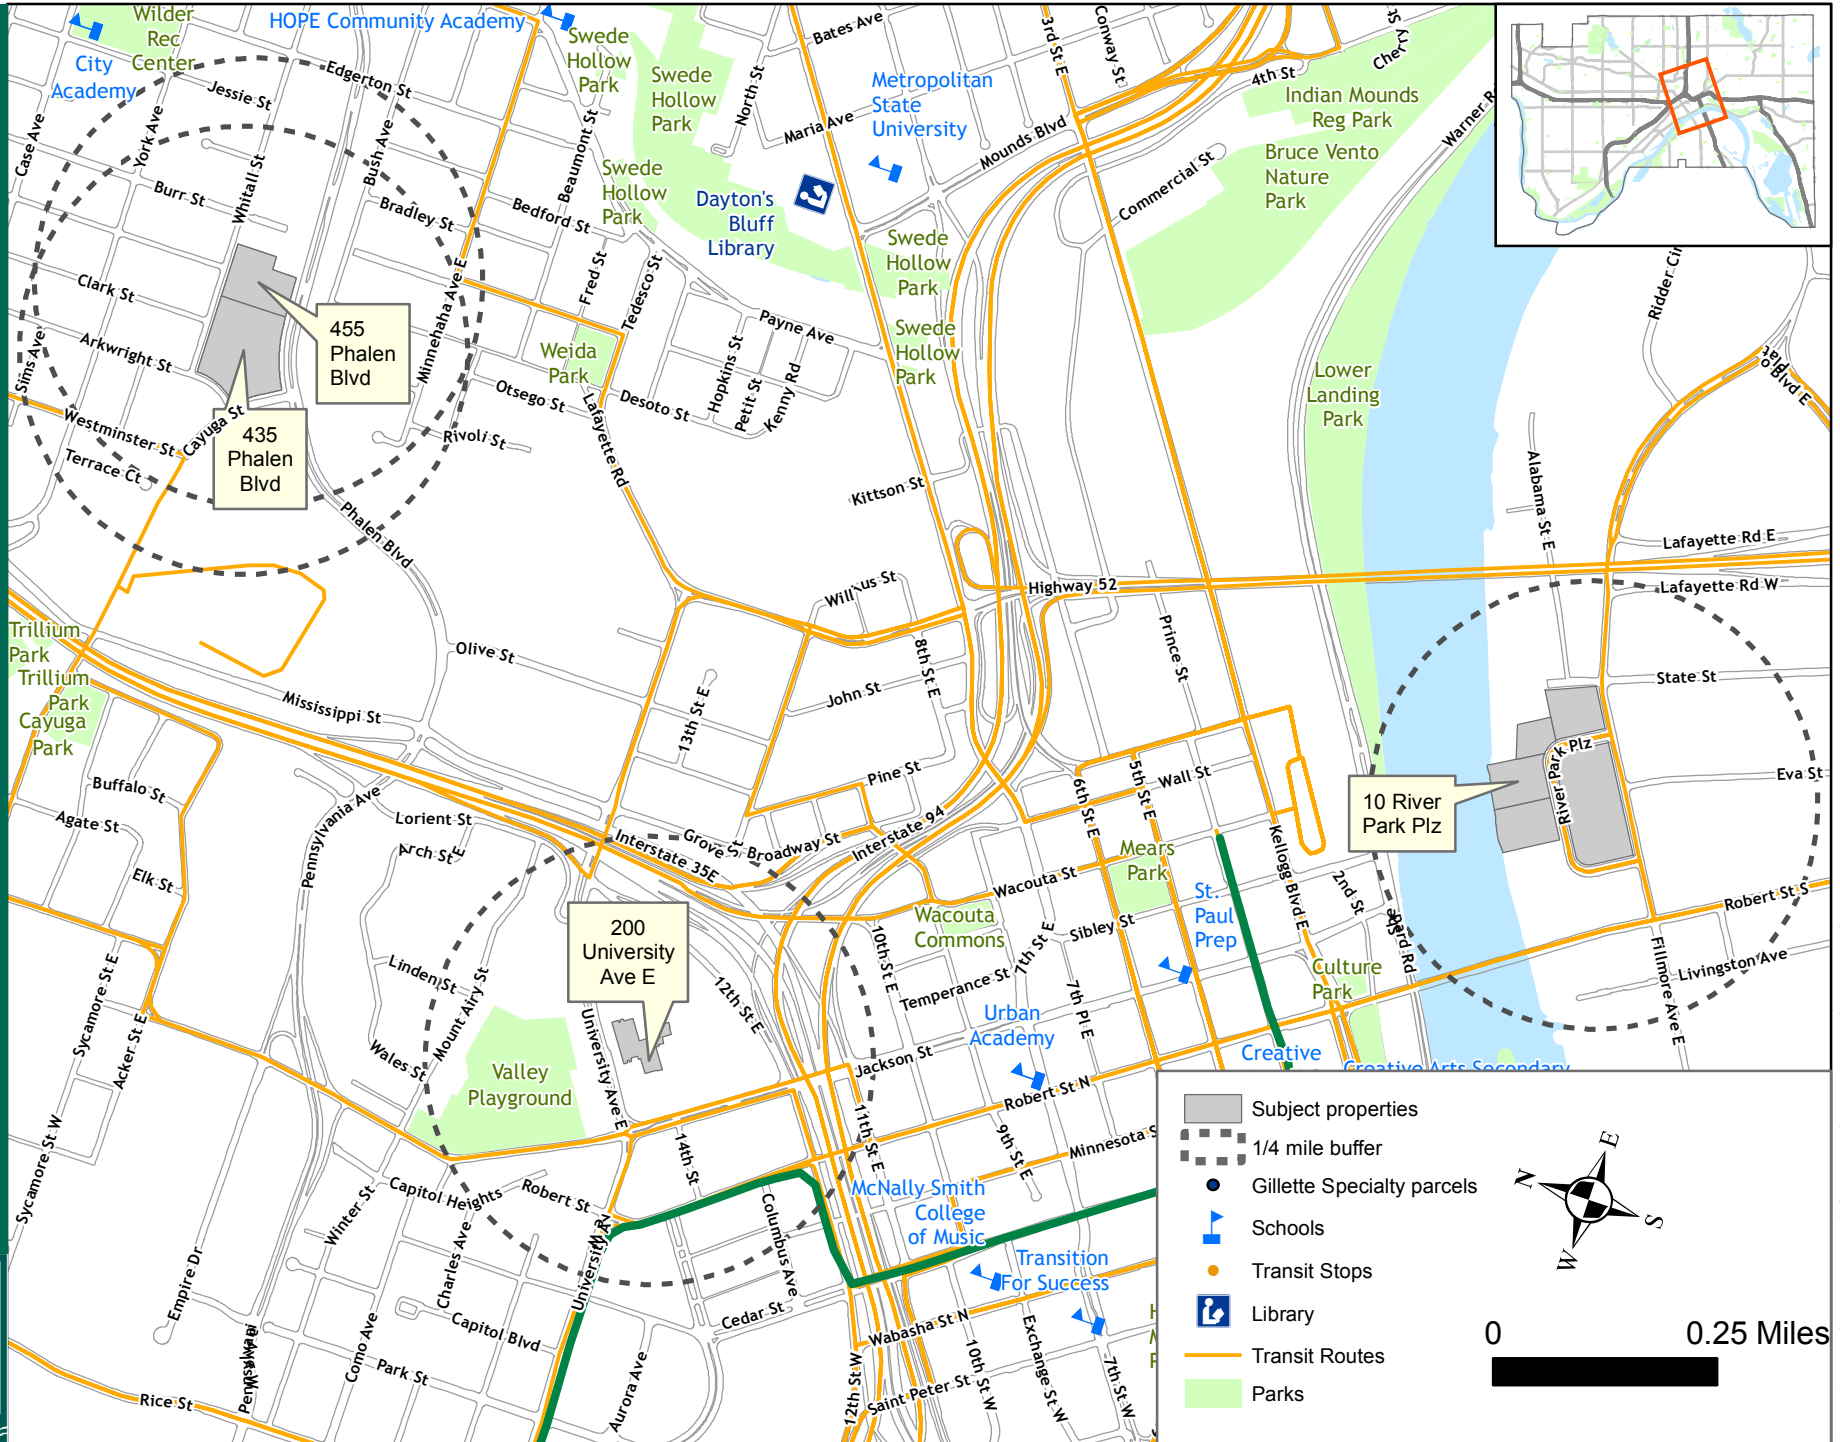 Wilder
Rec
Center
HOPE Community Academy
City
Academy
Swede
Hollow
Park
Swede
Hollow
Park
Swede
Hollow
Park
Bates Ave
3rd St E
Conway St
Cherry St
4th St
Metropolitan
State
University
Indian Mounds
Reg Park
Warner Rd
Edgerton St
Jessie St
Case Ave
York Ave
Bush Ave
Beaumont St
North St
Maria Ave
Mounds Blvd
Bruce Vento
Nature
Park
Commercial St
Burr St
Whitall St
Bradley St
Bedford St
Dayton's
Bluff
Library
Swede
Hollow
Park
Clark St
Fred St
Tedesco St
Minnehaha Ave E
Ridder Cir
455
Phalen
Blvd
Payne Ave
Swede
Hollow
Park
Sims Ave
Arkwright St
Weida
Park
Hopkins St
Petit St
Kenny Rd
Lower
Landing
Park
Plato Blvd E
Otsego St
Desoto St
Westminster St
Cayuga St
435
Phalen
Blvd
Rivoli St
Lafayette Rd
Terrace Ct
Kittson St
Alabama St E
Phalen Blvd
Lafayette Rd E
Highway 52
Lafayette Rd W
Willius St
Trillium
Park
Trillium
Park
Cayuga
Park
Olive St
8th St E
Prince St
State St
Mississippi St
13th St E
John St
River Park Plz
Buffalo St
Pennsylvania Ave
Pine St
5th St E
Wall St
6th St E
Eva St
10 River
Park Plz
Agate St
Lorient St
Arch St E
Grove St
Broadway St
Interstate 94
Interstate 35E
Kellogg Blvd E
Mears
Park
Elk St
Wacouta St
2nd St
St.
Paul
Prep
Robert St S
200
University
Ave E
Wacouta
Commons
Sibley St
Shepard Rd
10th St E
7th St E
Linden St
12th St E
Temperance St
Culture
Park
Livingston Ave
Fillmore Ave E
Sycamore St E
Mount Airy St
7th Pl E
Acker St E
University Ave E
Urban
Academy
Wales St
Jackson St
Creative
Creative Arts Secondary
Valley
Playground
Robert St N
11th St E
Sycamore St W
14th St
9th St E
Minnesota S
Capitol Heights
Robert St
Winter St
McNally Smith
College
of Music
Columbus Ave
Charles Ave
Empire Dr
Transition
For Success
Cedar St
Capitol Blvd
Wabasha St N
Como Ave
Park St
Exchange St W
10th St W
7th St W
Saint Peter St
12th St W
Aurora Ave
Rice St
Subject properties
1/4 mile buffer
Gillette Specialty parcels
Schools
Transit Stops
Library
Transit Routes
Parks
N
E
S
W
0
0.25 Miles